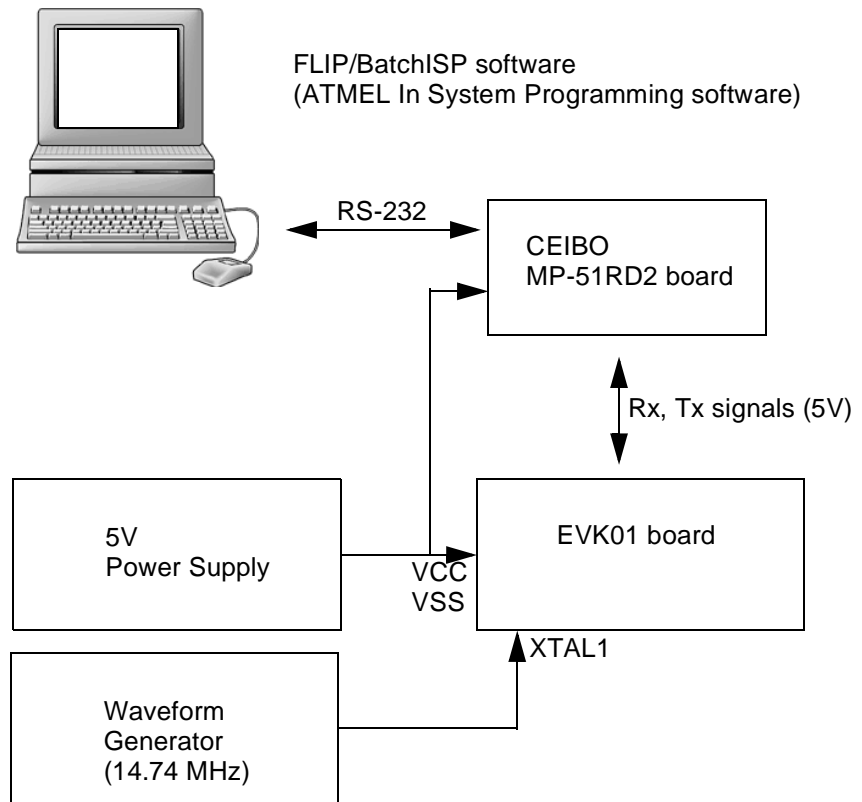 FLIP/BatchISP software
(ATMEL In System Programming software)
RS-232
CEIBO
MP-51RD2 board
Rx, Tx signals (5V)
5V
Power Supply
VCC
VSS
EVK01 board
XTAL1
Waveform
Generator
(14.74 MHz)